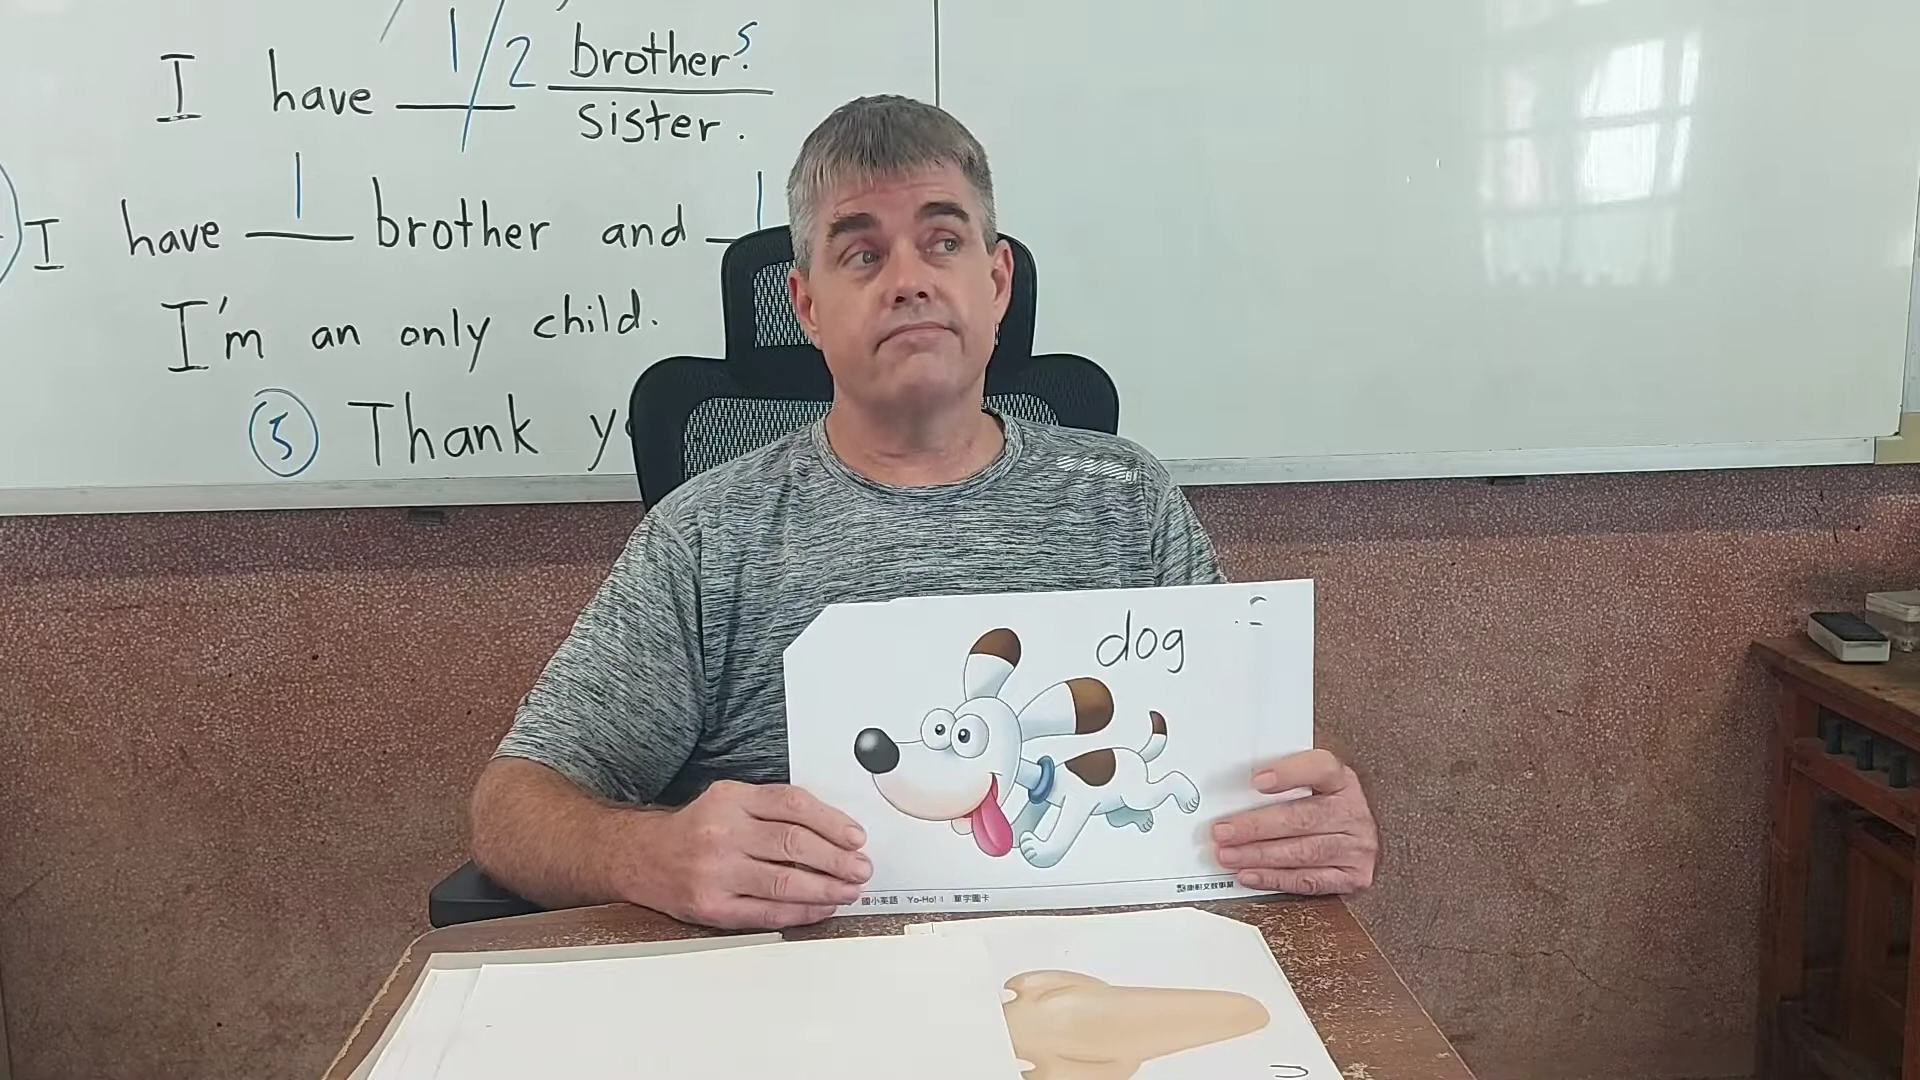 I have 1/2 brothers.
sister.
I have 1 brother and 1
I'm an only child.
5 Thank
dog
國小英語 Yo-Ho! 1 單字圖卡
康軒文教事業